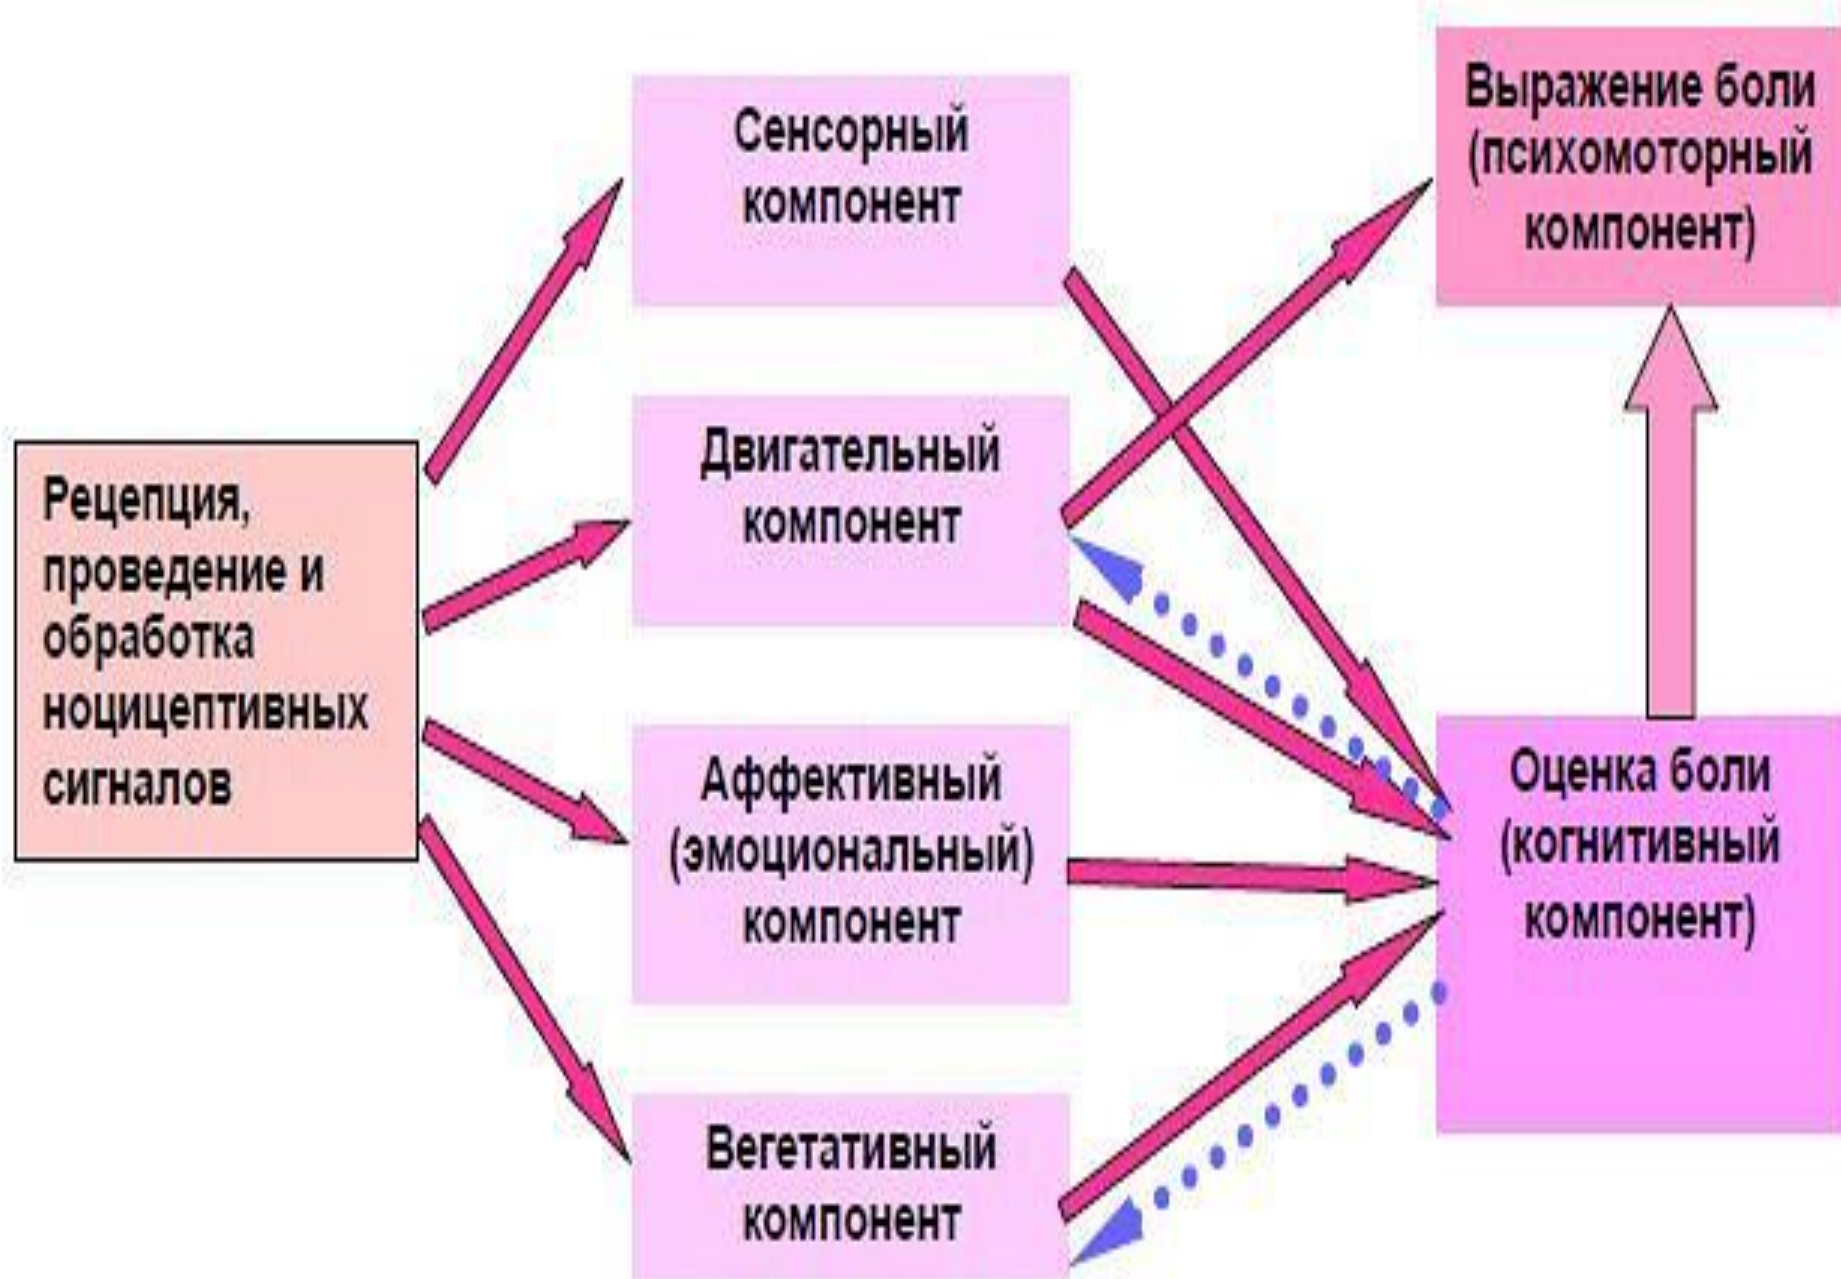 Рецепция,
проведение и
обработка
ноцицептивных
сигналов
Сенсорный
компонент
Двигательный
компонент
Аффективный
(эмоциональный)
компонент
Вегетативный
компонент
Выражение боли
(психомоторный
компонент)
Оценка боли
(когнитивный
компонент)